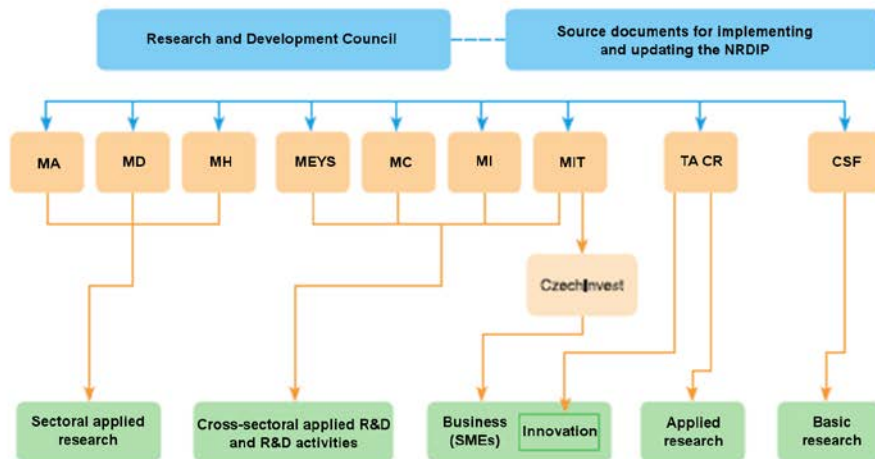 Research and Development Council
Source documents for implementing
and updating the NRDIP
MA
MD
MH
MEYS
MC
MI
MIT
TA CR
CSF
CzechInvest
Sectoral applied
research
Cross-sectoral applied R&D
and R&D activities
Business
(SMEs)
Innovation
Applied
research
Basic
research